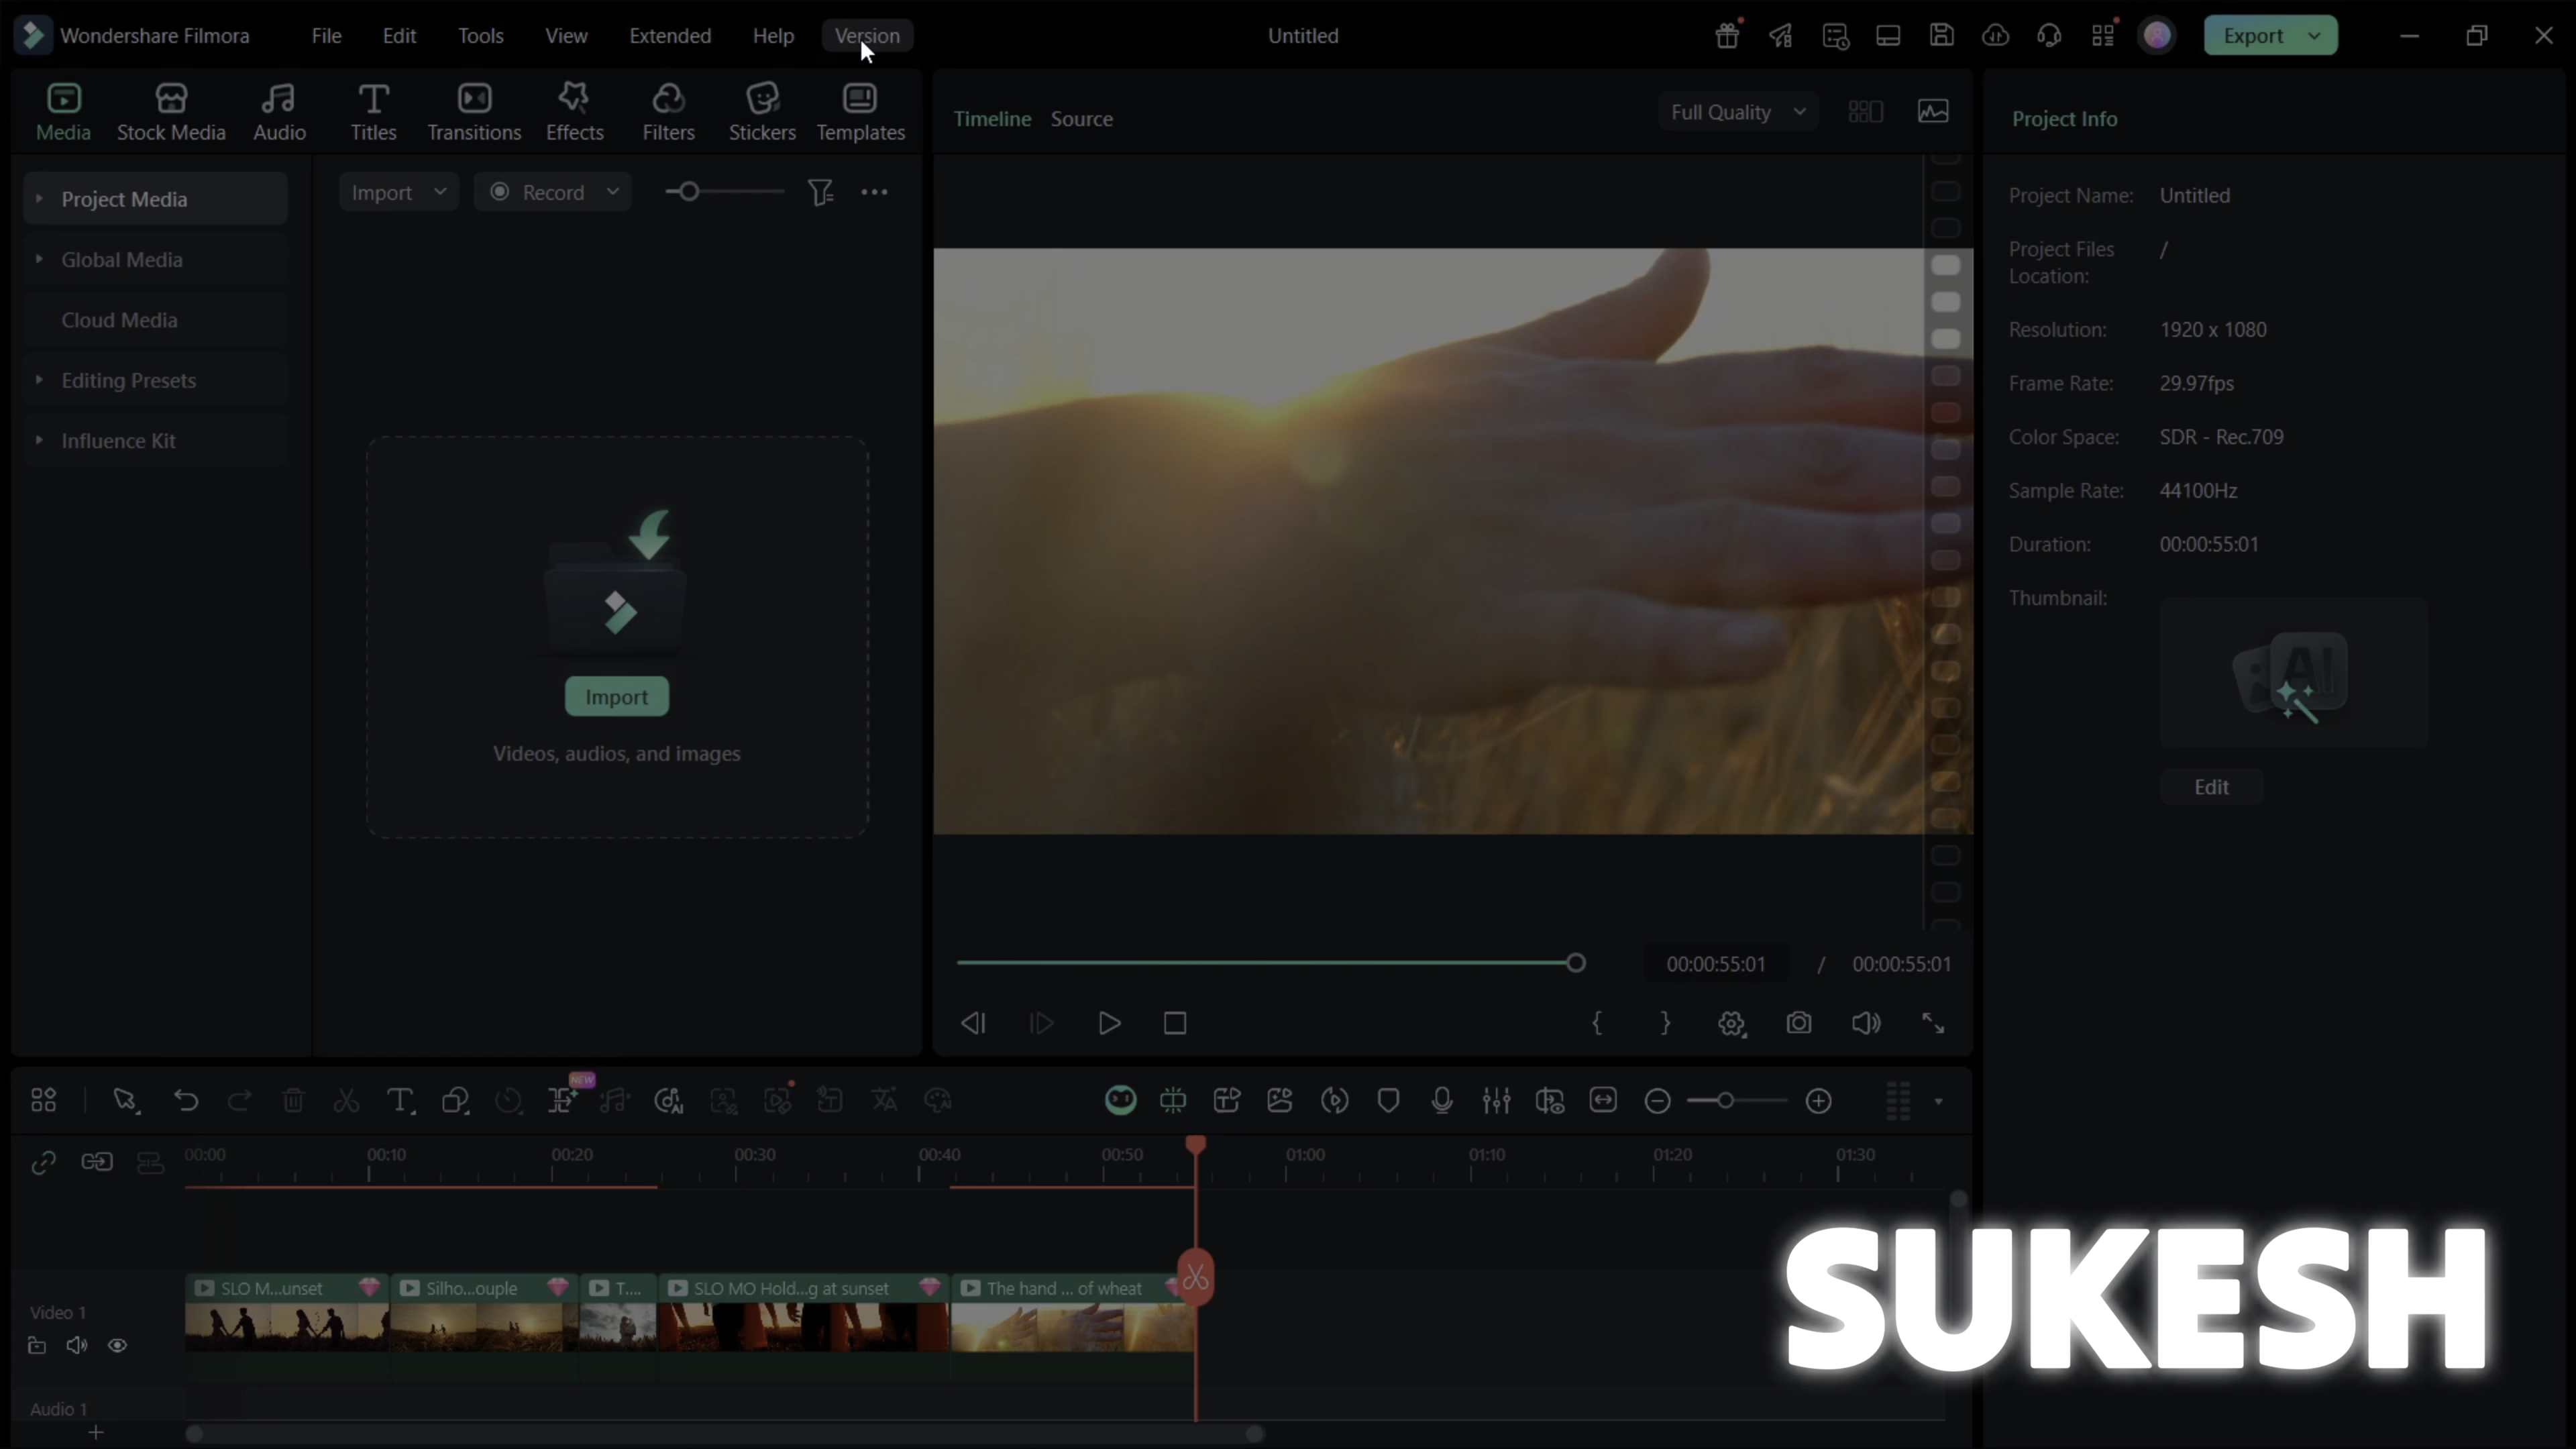 Wondershare Filmora File Edit Tools View Extended Help Version Untitled Export
Media Stock Media Audio Titles Transitions Effects Filters Stickers Templates
Timeline Source Full Quality
Project Info
Project Media
Global Media
Cloud Media
Editing Presets
Influence Kit
Import Record
Import
Videos, audios, and images
Project Name: Untitled
Project Files Location: /
Resolution: 1920 x 1080
Frame Rate: 29.97fps
Color Space: SDR - Rec.709
Sample Rate: 44100Hz
Duration: 00:00:55:01
Thumbnail:
AI
Edit
00:00:55:01 / 00:00:55:01
NEW
AI
00:00 00:10 00:20 00:30 00:40 00:50 01:00 01:10 01:20 01:30
SLO M...unset Silho...ouple T.... SLO MO Hold...g at sunset The hand ... of wheat
Video 1
Audio 1
SUKESH